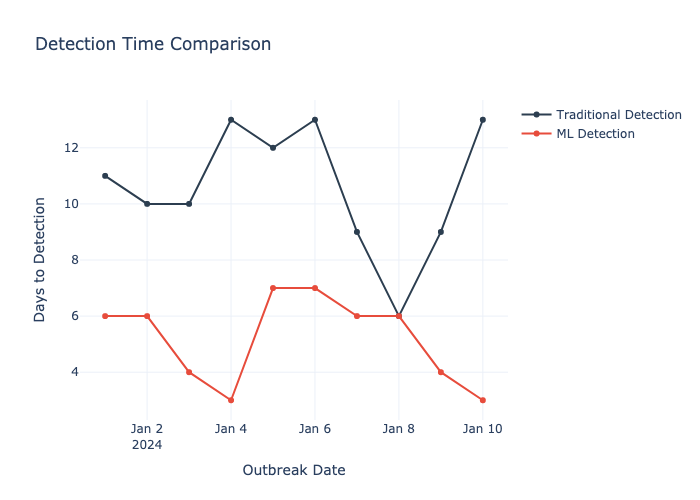 Detection Time Comparison
Traditional Detection
ML Detection
12
10
8
6
4
Days to Detection
Jan 2
2024
Jan 4
Jan 6
Jan 8
Jan 10
Outbreak Date